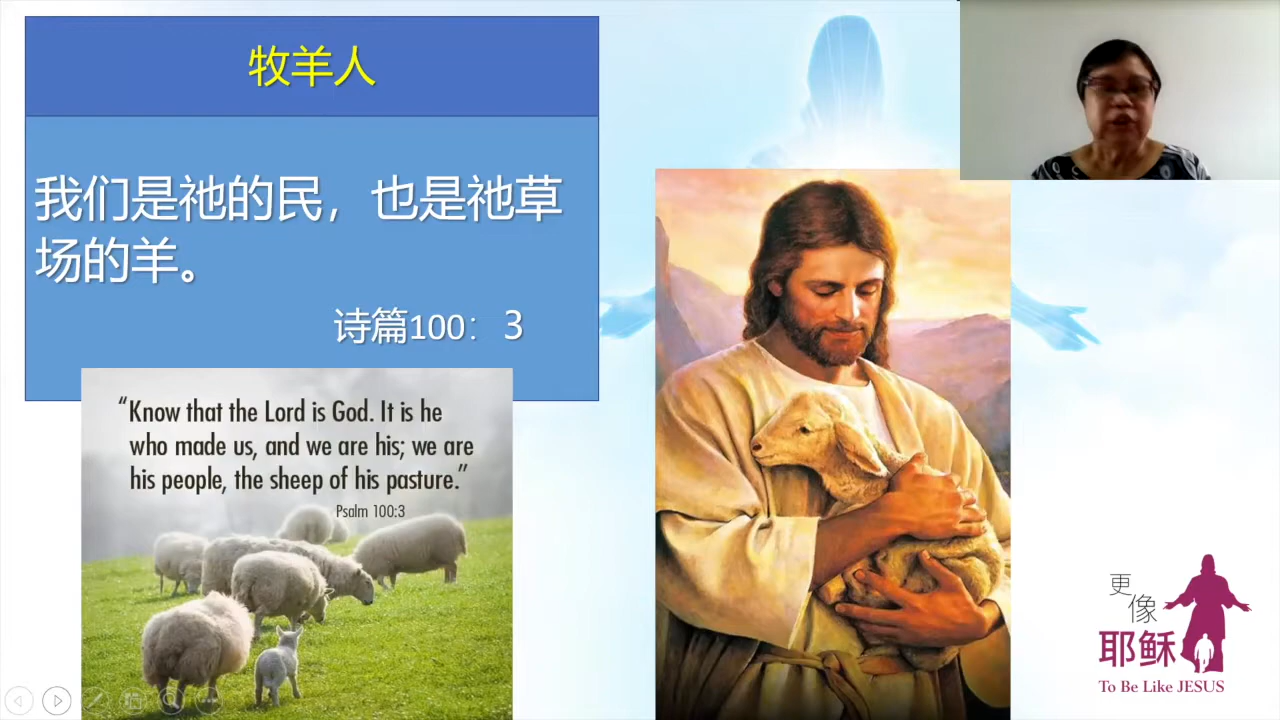 牧羊人
我们是祂的民，也是祂草
场的羊。
诗篇100：3
“Know that the Lord is God. It is he
who made us, and we are his; we are
his people, the sheep of his pasture.”
Psalm 100:3
更
像
耶稣
To Be Like JESUS